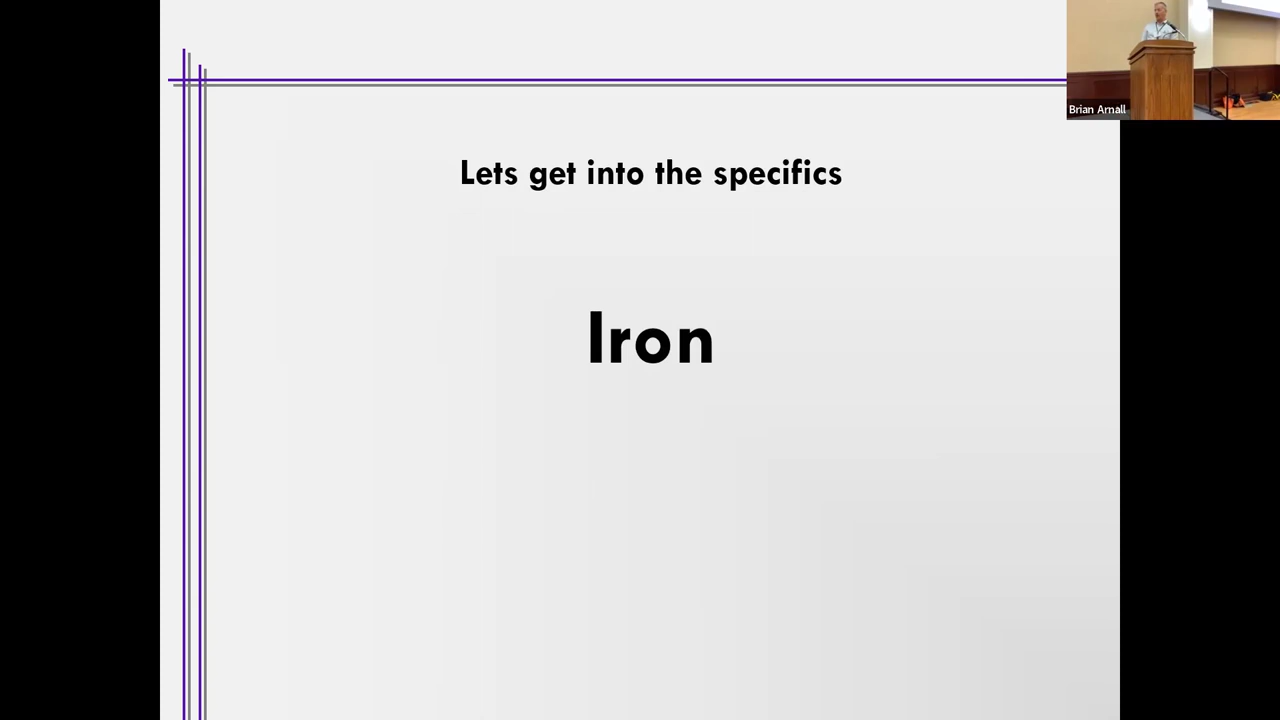 Brian Arnall
Lets get into the specifics
Iron